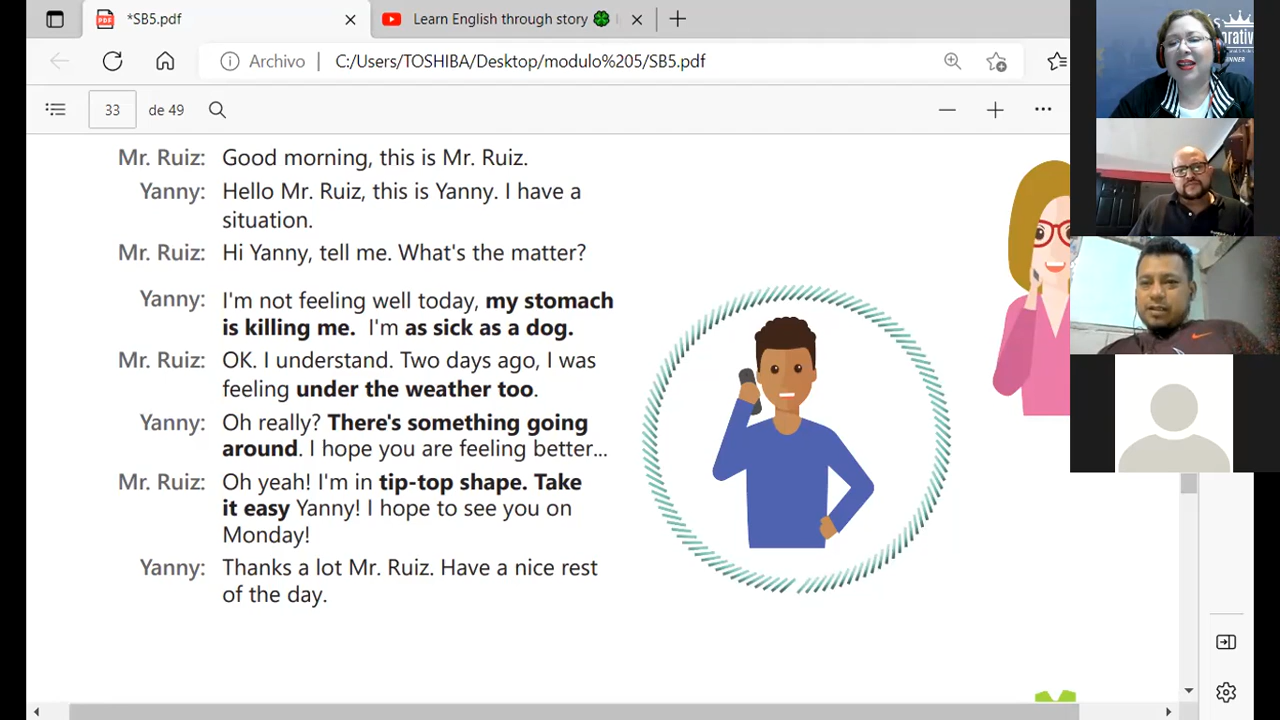 *SB5.pdf
Learn English through story
Archivo
C:/Users/TOSHIBA/Desktop/modulo%205/SB5.pdf
33
de 49
Mr. Ruiz: Good morning, this is Mr. Ruiz.
Yanny: Hello Mr. Ruiz, this is Yanny. I have a
situation.
Mr. Ruiz: Hi Yanny, tell me. What's the matter?
Yanny: I'm not feeling well today, my stomach
is killing me. I'm as sick as a dog.
Mr. Ruiz: OK. I understand. Two days ago, I was
feeling under the weather too.
Yanny: Oh really? There's something going
around. I hope you are feeling better...
Mr. Ruiz: Oh yeah! I'm in tip-top shape. Take
it easy Yanny! I hope to see you on
Monday!
Yanny: Thanks a lot Mr. Ruiz. Have a nice rest
of the day.